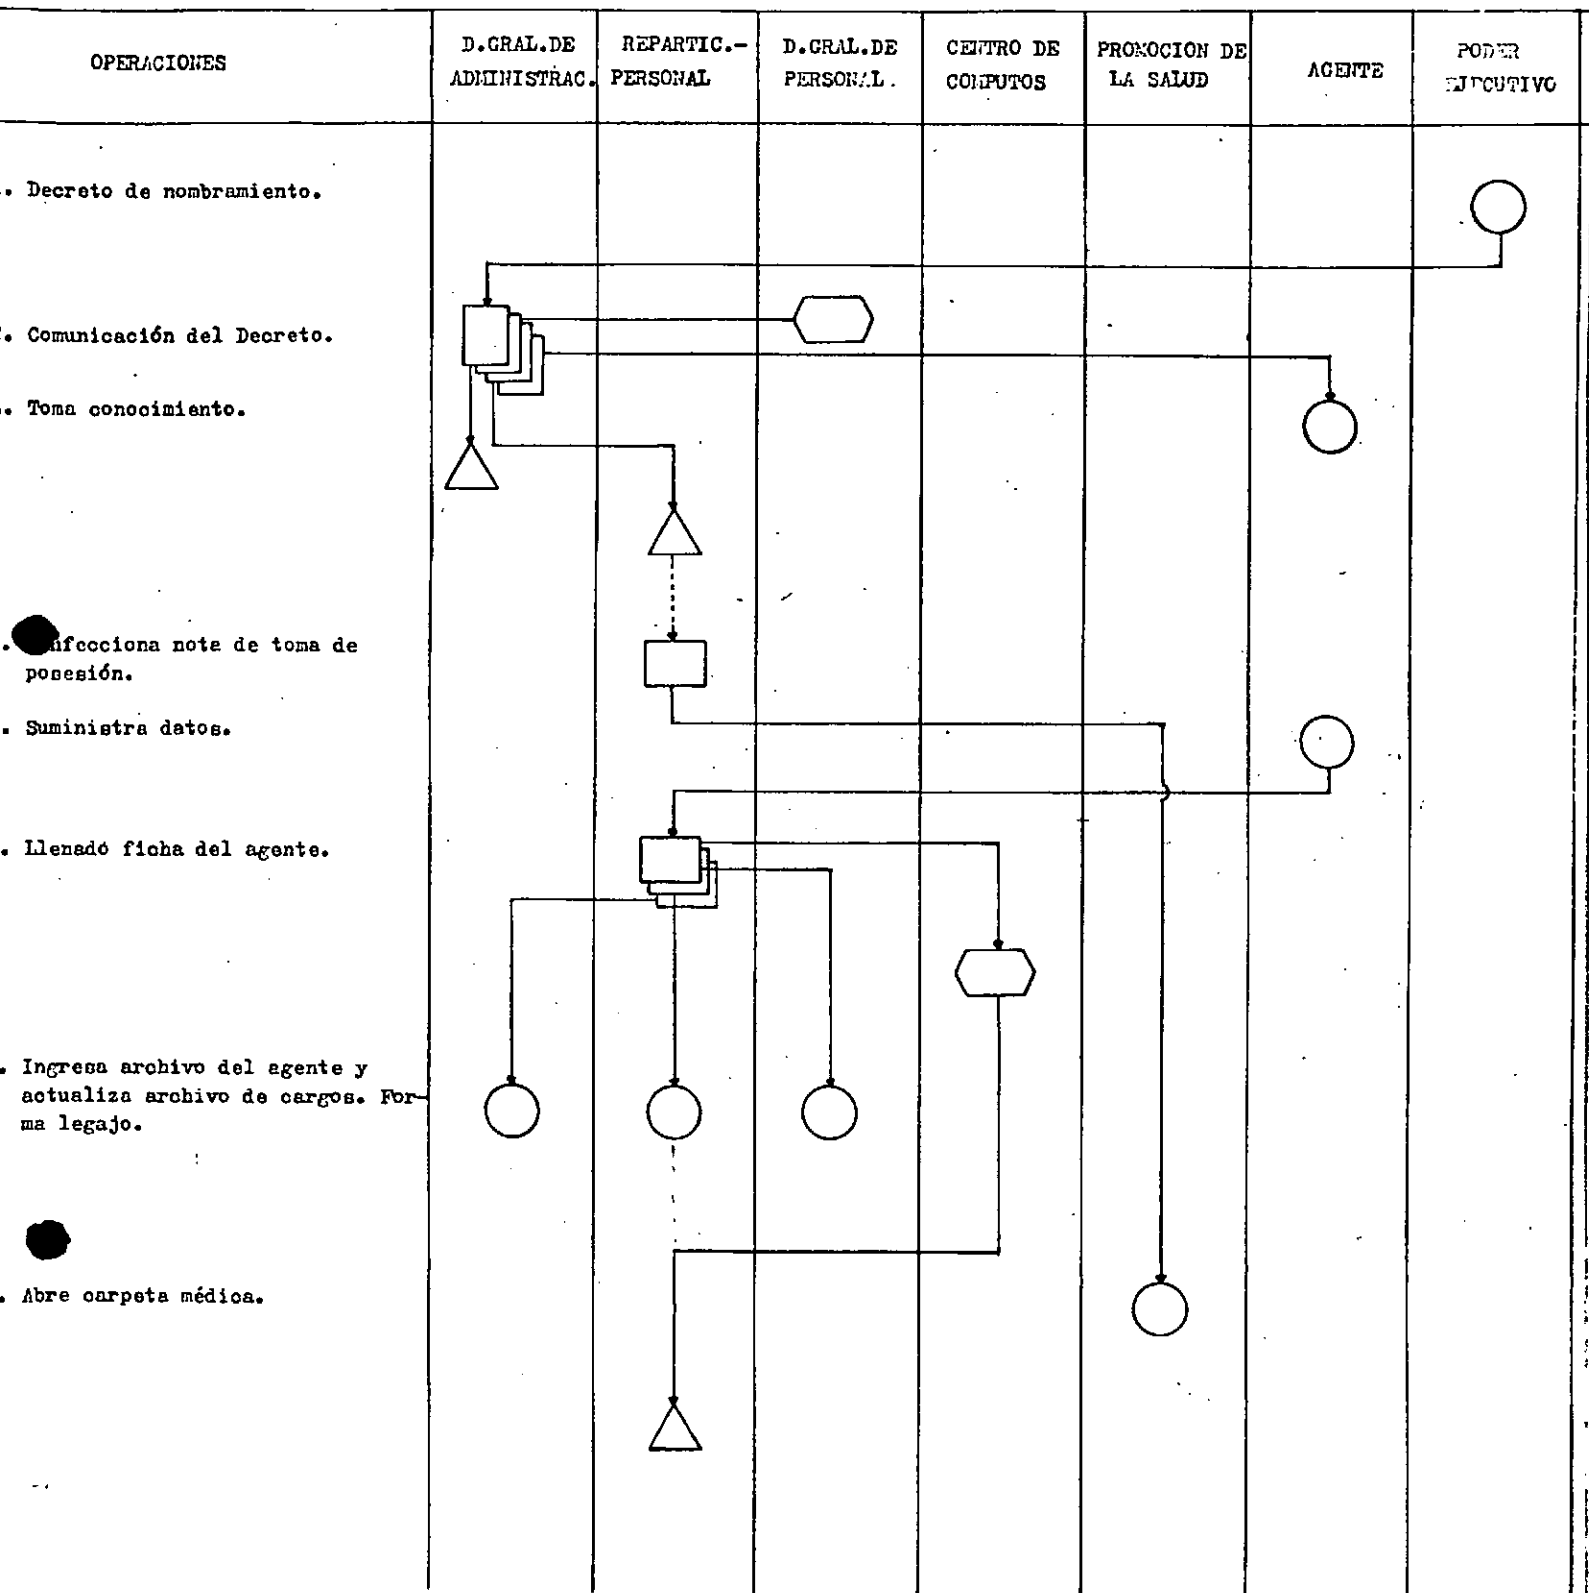 OPERACIONES
D.GRAL.DE
ADMINISTRAC.
REPARTIC.-
PERSONAL
D.GRAL.DE
PERSONAL.
CENTRO DE
COMPUTOS
PROMOCION DE
LA SALUD
AGENTE
PODER
EJECUTIVO
. Decreto de nombramiento.
. Comunicación del Decreto.
. Toma conocimiento.
. nfecciona nota de toma de
posesión.
. Suministra datos.
. Llenadó ficha del agente.
. Ingresa archivo del agente y
actualiza archivo de cargos. For-
ma legajo.
. Abre carpeta médica.